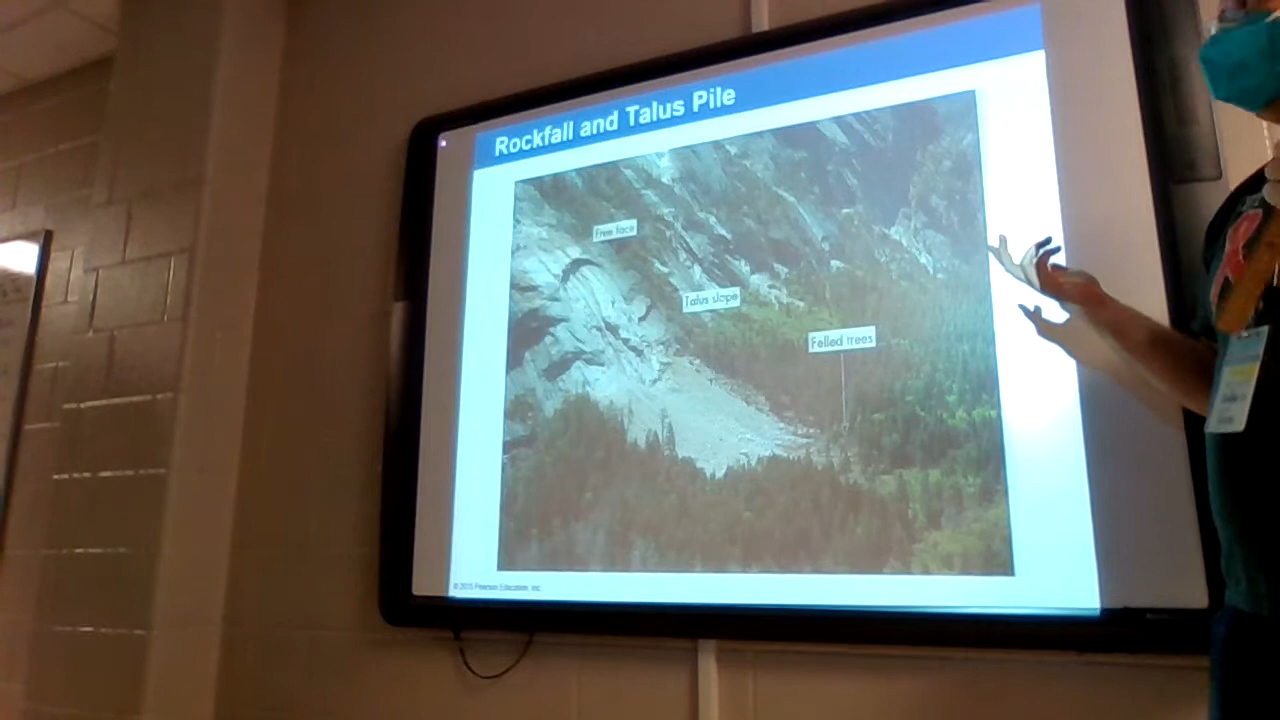 Rockfall and Talus Pile
Free face
Talus slope
Felled trees
© 2015 Pearson Education, Inc.